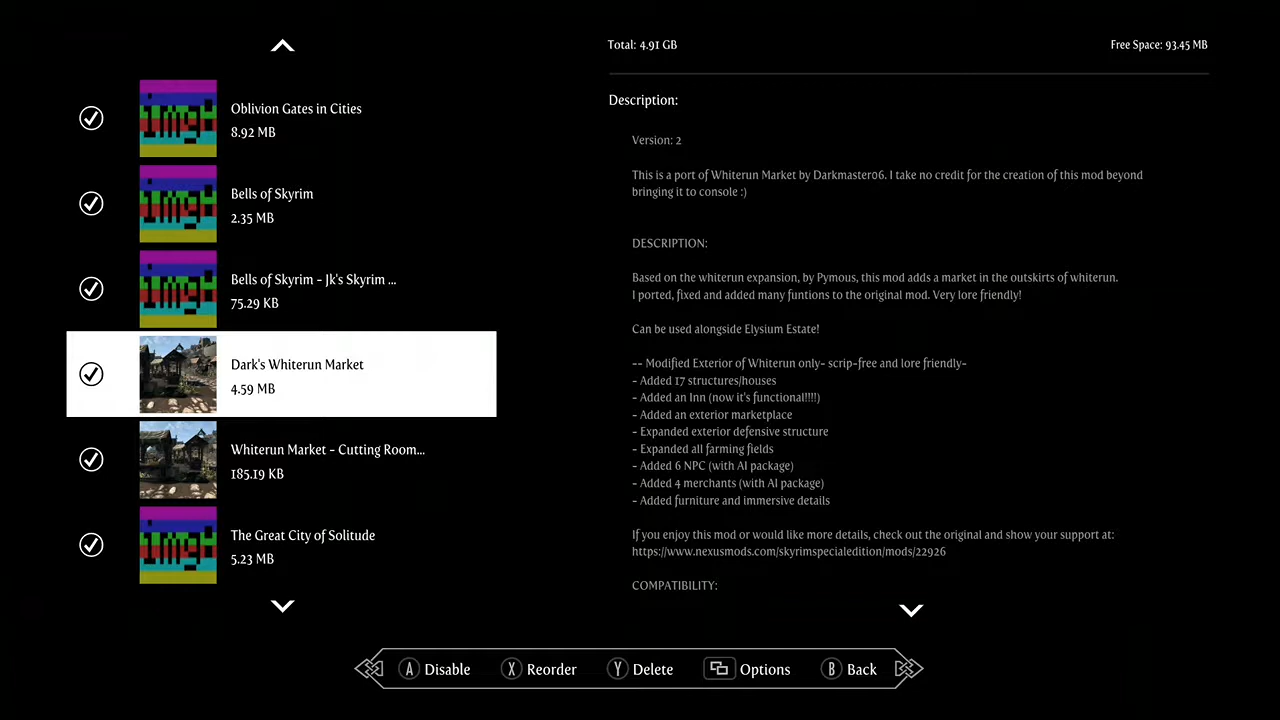 Total: 4.91 GB
Free Space: 93.45 MB
Oblivion Gates in Cities
8.92 MB
Bells of Skyrim
2.35 MB
Bells of Skyrim - Jk's Skyrim ...
75.29 KB
Dark's Whiterun Market
4.59 MB
Whiterun Market - Cutting Room...
185.19 KB
The Great City of Solitude
5.23 MB
Description:
Version: 2
This is a port of Whiterun Market by Darkmaster06. I take no credit for the creation of this mod beyond
bringing it to console :)
DESCRIPTION:
Based on the whiterun expansion, by Pymous, this mod adds a market in the outskirts of whiterun.
I ported, fixed and added many funtions to the original mod. Very lore friendly!
Can be used alongside Elysium Estate!
-- Modified Exterior of Whiterun only- scrip-free and lore friendly-
- Added 17 structures/houses
- Added an Inn (now it's functional!!!!)
- Added an exterior marketplace
- Expanded exterior defensive structure
- Expanded all farming fields
- Added 6 NPC (with AI package)
- Added 4 merchants (with AI package)
- Added furniture and immersive details
If you enjoy this mod or would like more details, check out the original and show your support at:
https://www.nexusmods.com/skyrimspecialedition/mods/22926
COMPATIBILITY:
A Disable X Reorder Y Delete Options B Back